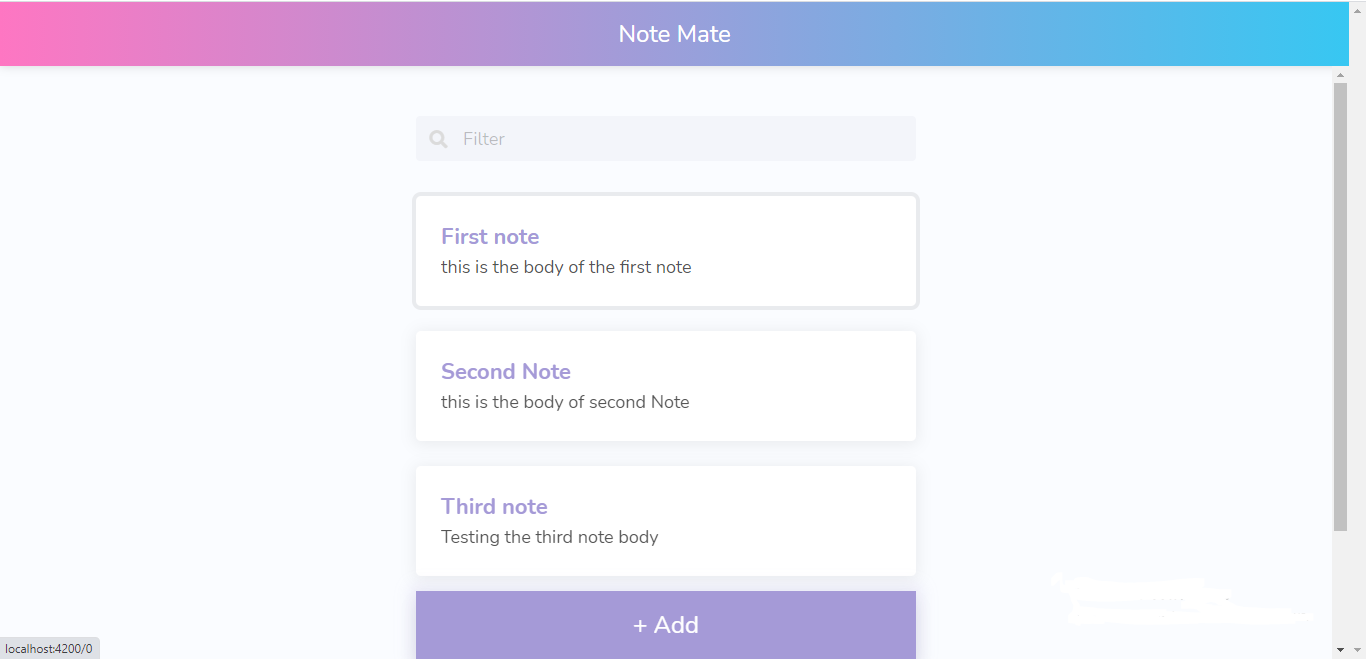 Note Mate
Filter
First note
this is the body of the first note
Second Note
this is the body of second Note
Third note
Testing the third note body
+ Add
localhost:4200/0